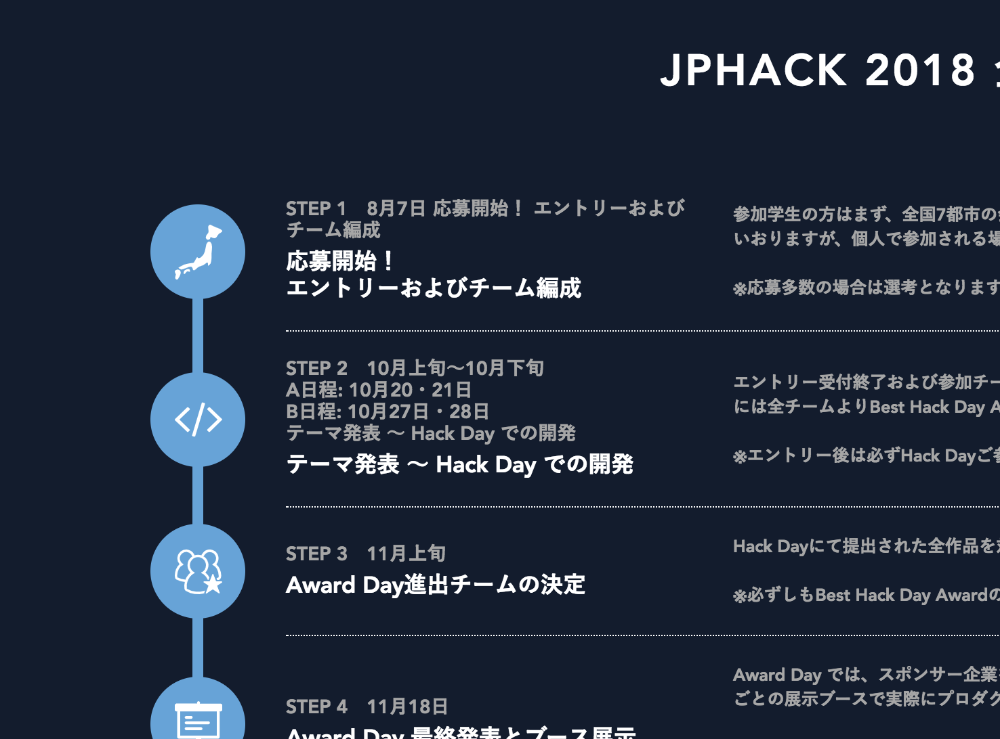 JPHACK 2018
STEP 1　8月7日 応募開始！ エントリーおよび
チーム編成
応募開始！
エントリーおよびチーム編成
参加学生の方はまず、全国7都市の
いおりますが、個人で参加される場
※応募多数の場合は選考となります
STEP 2　10月上旬〜10月下旬
A日程: 10月20・21日
B日程: 10月27日・28日
テーマ発表 〜 Hack Day での開発
テーマ発表 〜 Hack Day での開発
エントリー受付終了および参加チー
には全チームよりBest Hack Day A
※エントリー後は必ずHack Dayご参
STEP 3　11月上旬
Award Day進出チームの決定
Hack Dayにて提出された全作品を対
※必ずしもBest Hack Day Awardの
STEP 4　11月18日
Award Day 最終発表とブース展示
Award Day では、スポンサー企業
ごとの展示ブースで実際にプロダク